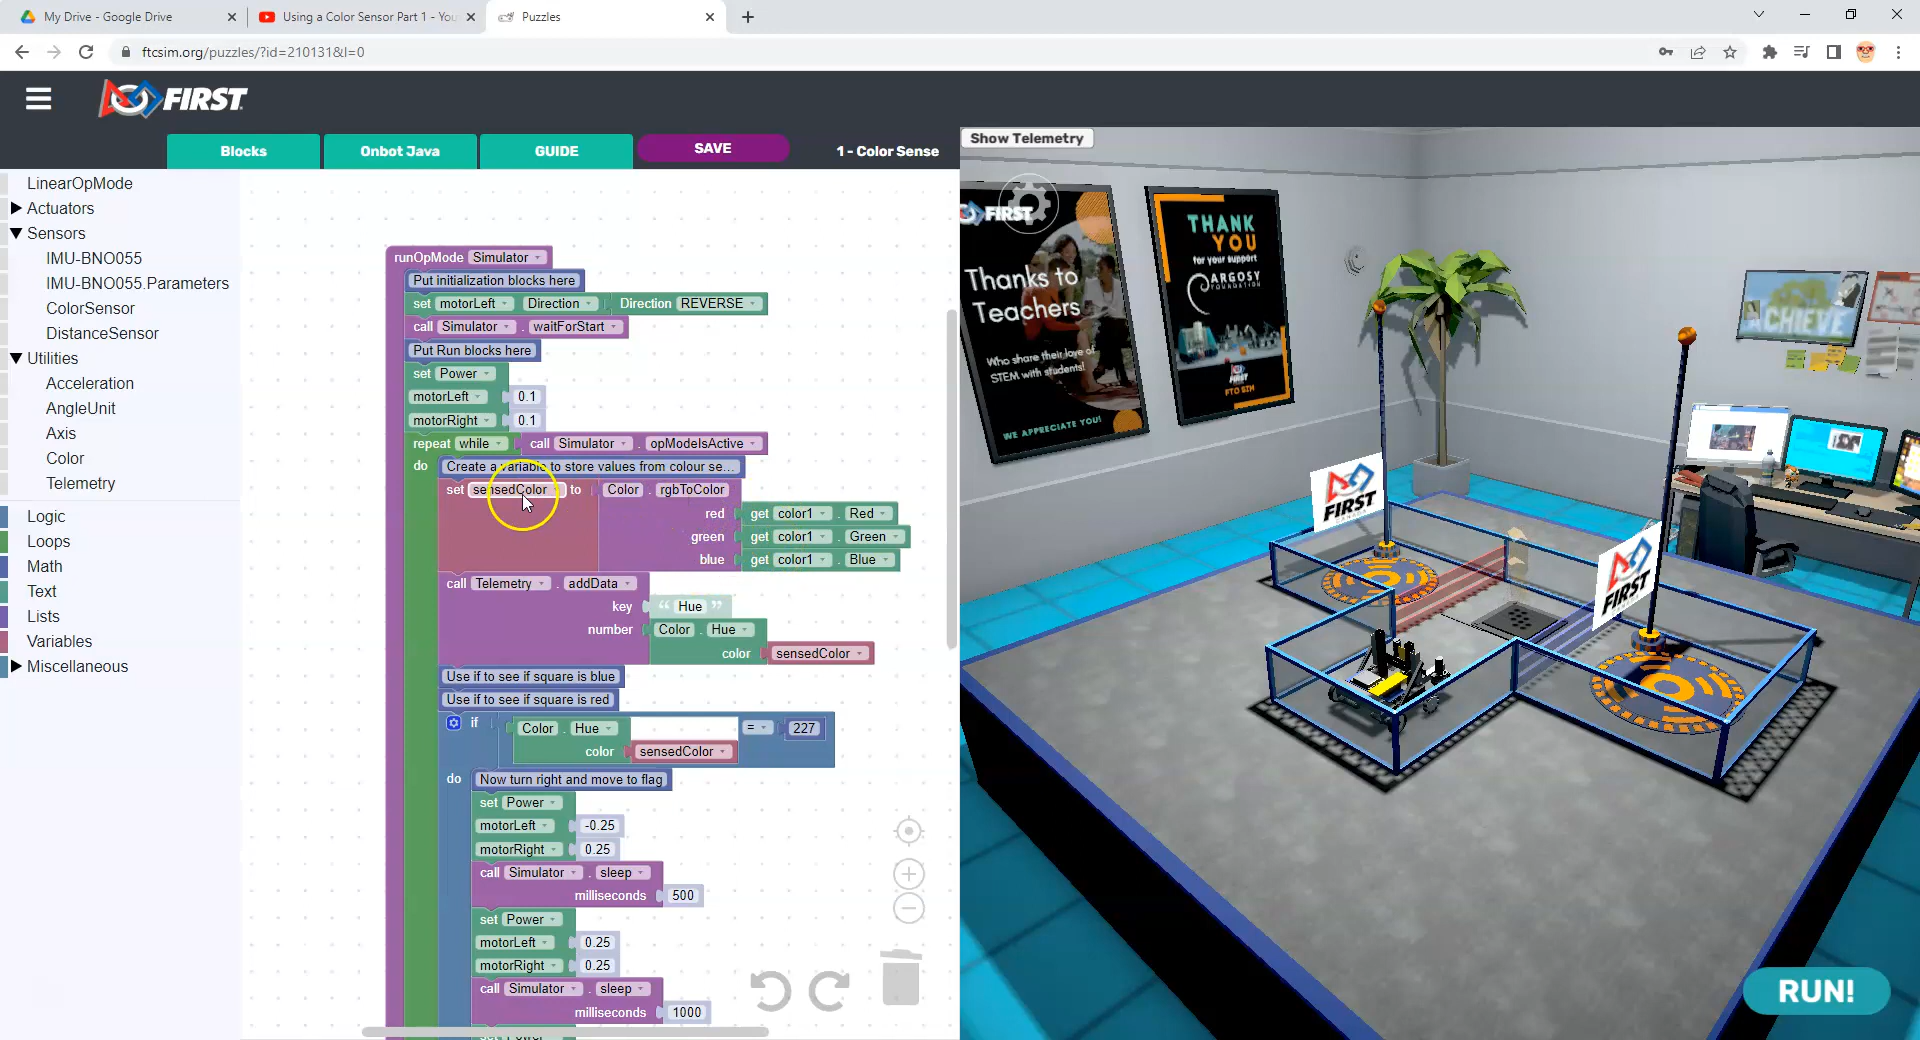 My Drive - Google Drive
Using a Color Sensor Part 1 - You
Puzzles
ftcsim.org/puzzles/?id=210131&l=0
FIRST
Blocks
Onbot Java
GUIDE
SAVE
1 - Color Sense
LinearOpMode
Actuators
Sensors
IMU-BNO055
IMU-BNO055.Parameters
ColorSensor
DistanceSensor
Utilities
Acceleration
AngleUnit
Axis
Color
Telemetry
Logic
Loops
Math
Text
Lists
Variables
Miscellaneous
runOpMode Simulator
Put initialization blocks here
set motorLeft . Direction Direction REVERSE
call Simulator . waitForStart
Put Run blocks here
set Power
motorLeft 0.1
motorRight 0.1
repeat while call Simulator . opModeIsActive
do Create a variable to store values from colour se...
set sensedColor to Color . rgbToColor
red get color1 . Red
green get color1 . Green
blue get color1 . Blue
call Telemetry . addData
key “ Hue ”
number Color . Hue
color sensedColor
Use if to see if square is blue
Use if to see if square is red
if Color . Hue = 227
color sensedColor
do Now turn right and move to flag
set Power
motorLeft -0.25
motorRight 0.25
call Simulator . sleep
milliseconds 500
set Power
motorLeft 0.25
motorRight 0.25
call Simulator . sleep
milliseconds 1000
Show Telemetry
FIRST
Thanks to
Teachers
Who share their love of
STEM with students!
WE APPRECIATE YOU!
THANK
YOU
for your support
ARGOSY
FOUNDATION
FIRST
FTC SIM
ACHIEVE
FIRST
FIRST
RUN!